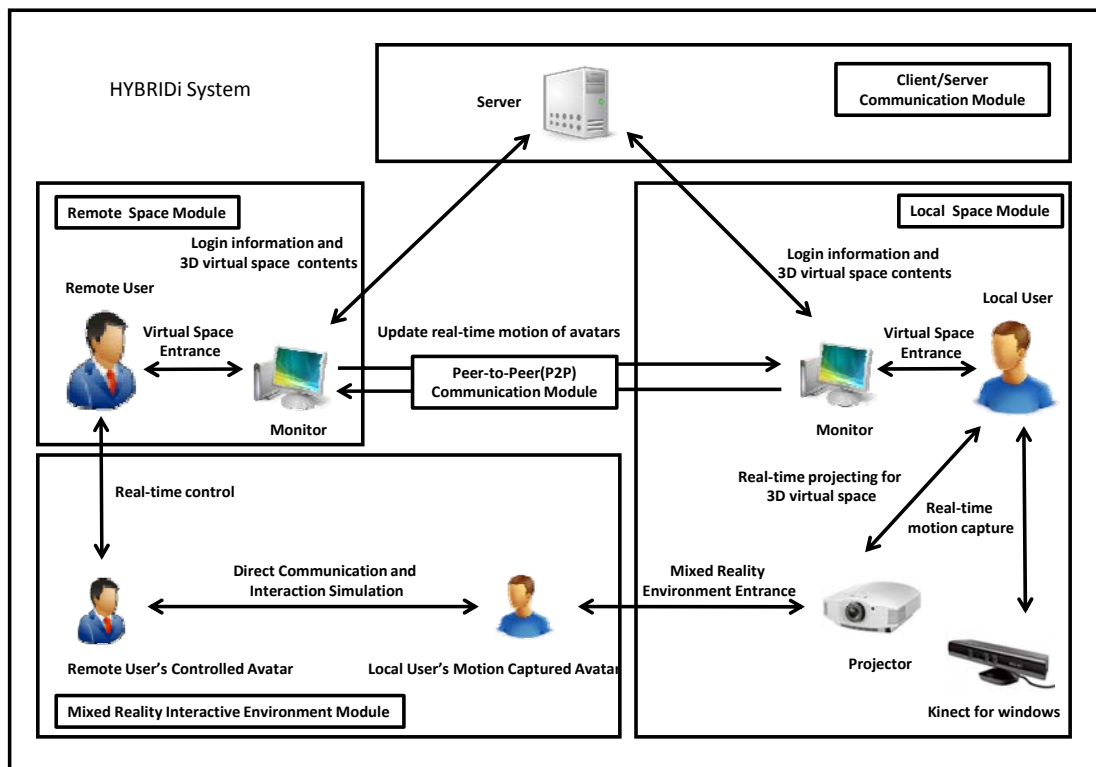 HYBRIDi System
Server
Client/Server
Communication Module
Remote Space Module
Local Space Module
Login information and
3D virtual space contents
Login information and
3D virtual space contents
Remote User
Local User
Virtual Space
Entrance
Update real-time motion of avatars
Virtual Space
Entrance
Peer-to-Peer(P2P)
Communication Module
Monitor
Monitor
Real-time control
Real-time projecting for
3D virtual space
Real-time
motion capture
Direct Communication and
Interaction Simulation
Mixed Reality
Environment Entrance
Remote User's Controlled Avatar
Local User's Motion Captured Avatar
Projector
Mixed Reality Interactive Environment Module
Kinect for windows